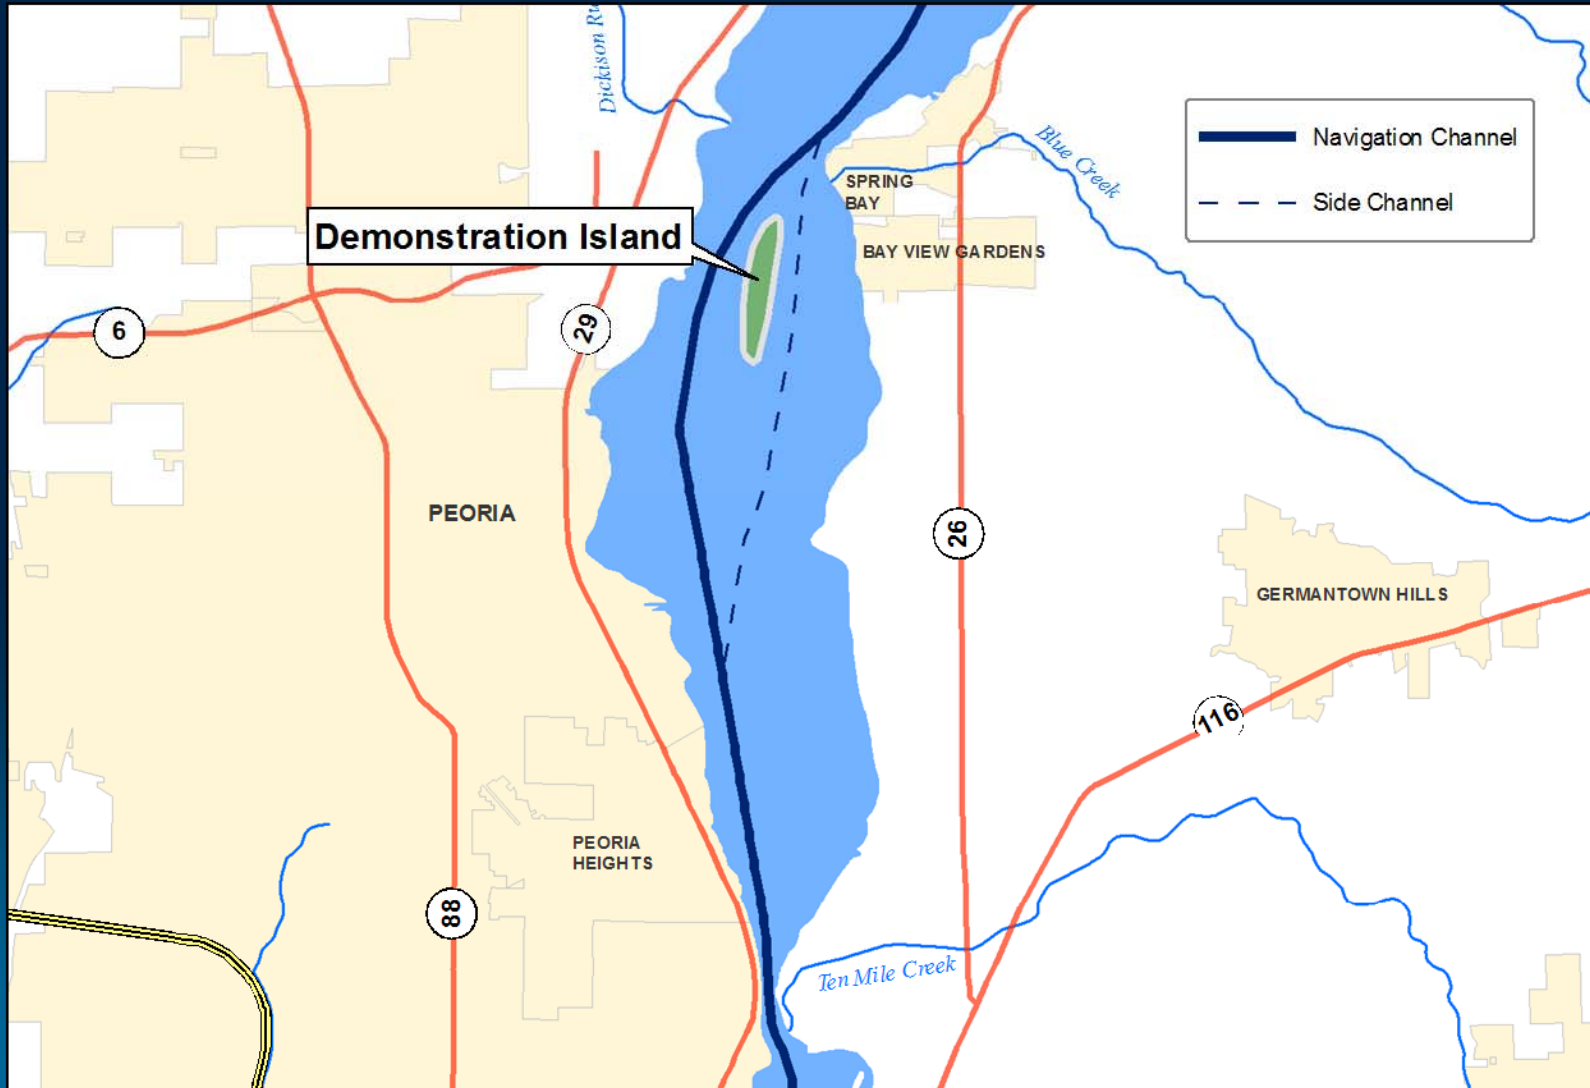 Dickison Ru
Navigation Channel
Blue Creek
SPRING
BAY
Side Channel
Demonstration Island
BAY VIEW GARDENS
6
29
PEORIA
26
GERMANTOWN HILLS
116
PEORIA
HEIGHTS
88
Ten Mile Creek